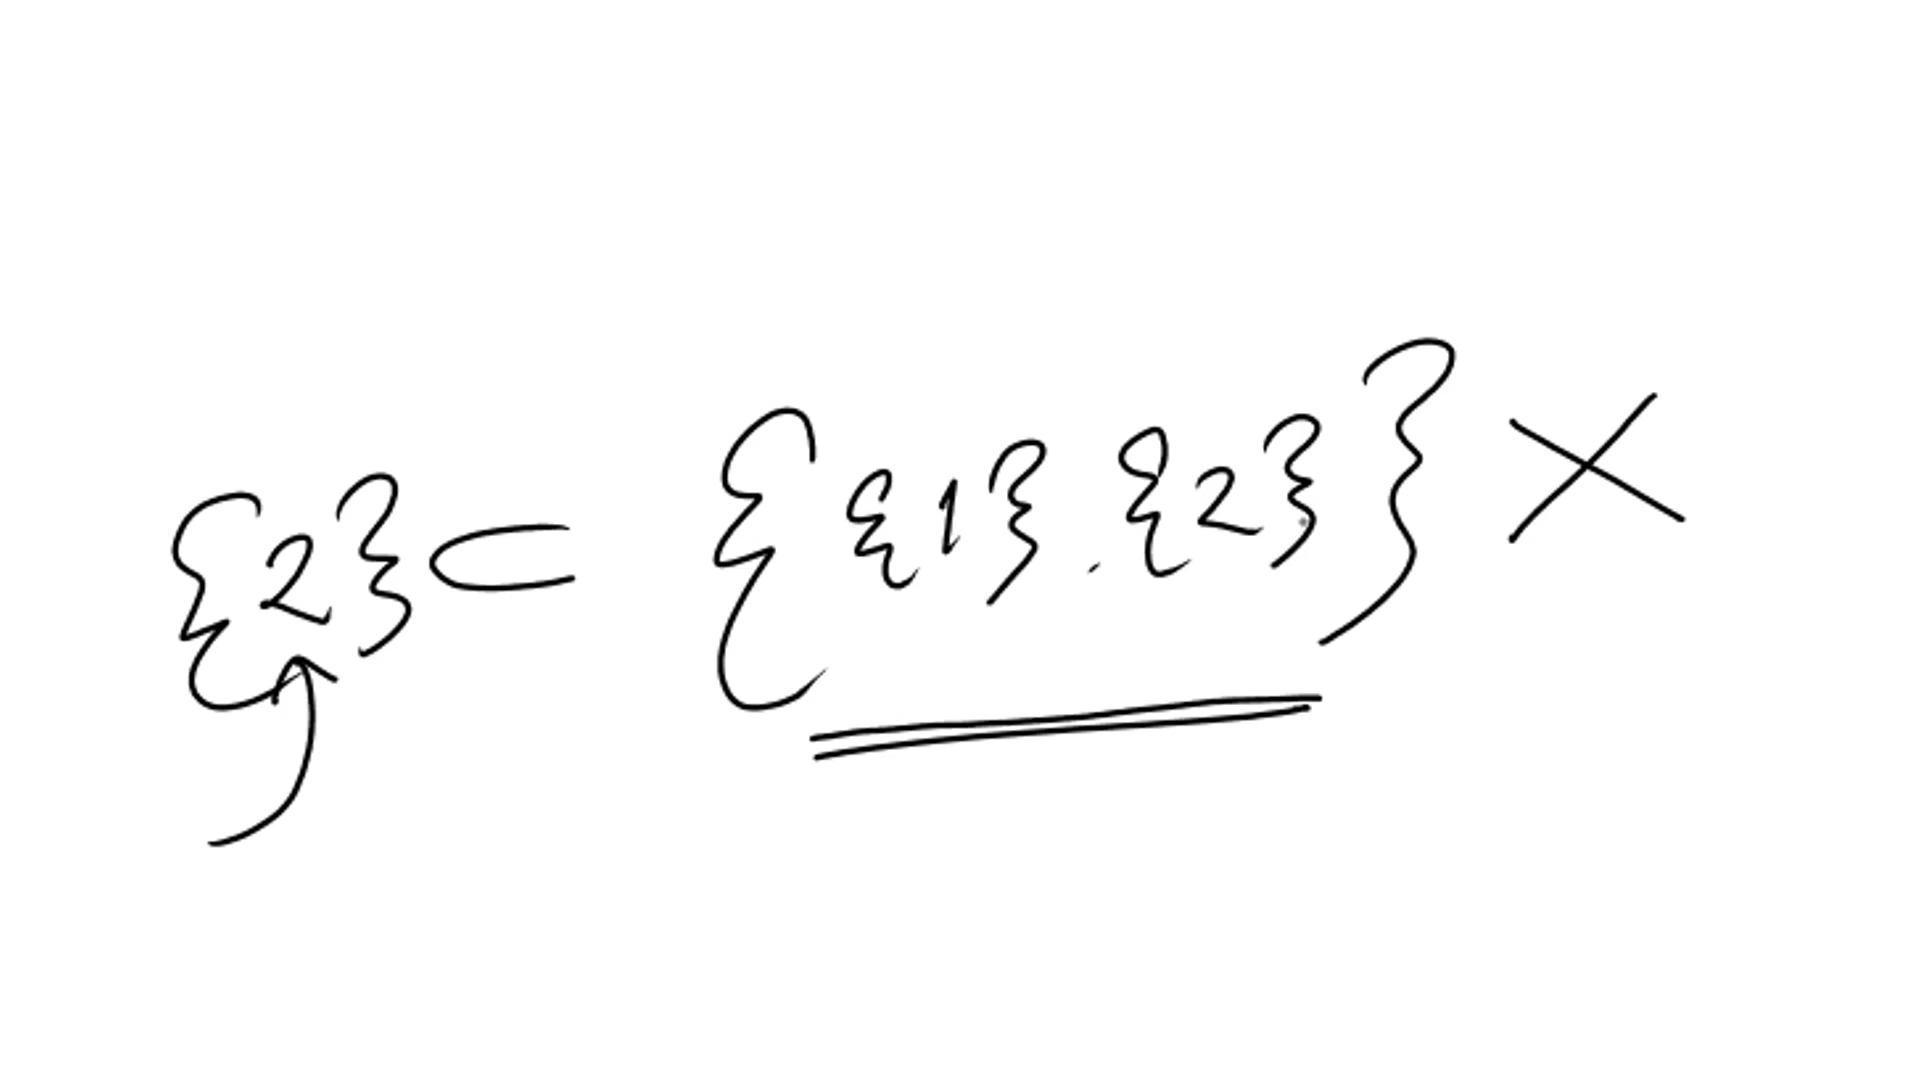 {2} ⊂ {{1}, {2}} ×